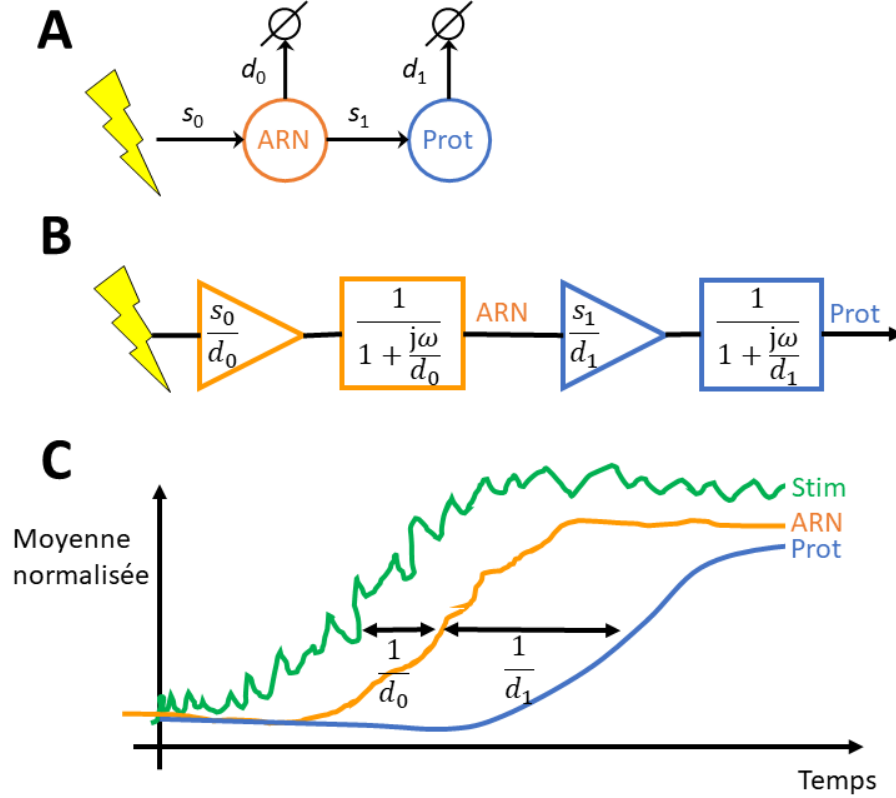 A
d₀ d₁
s₀ ARN s₁ Prot
B
s₀/d₀ 1/(1 + jω/d₀) ARN s₁/d₁ 1/(1 + jω/d₁) Prot
C
Stim
ARN
Prot
Moyenne
normalisée
1/d₀ 1/d₁
Temps